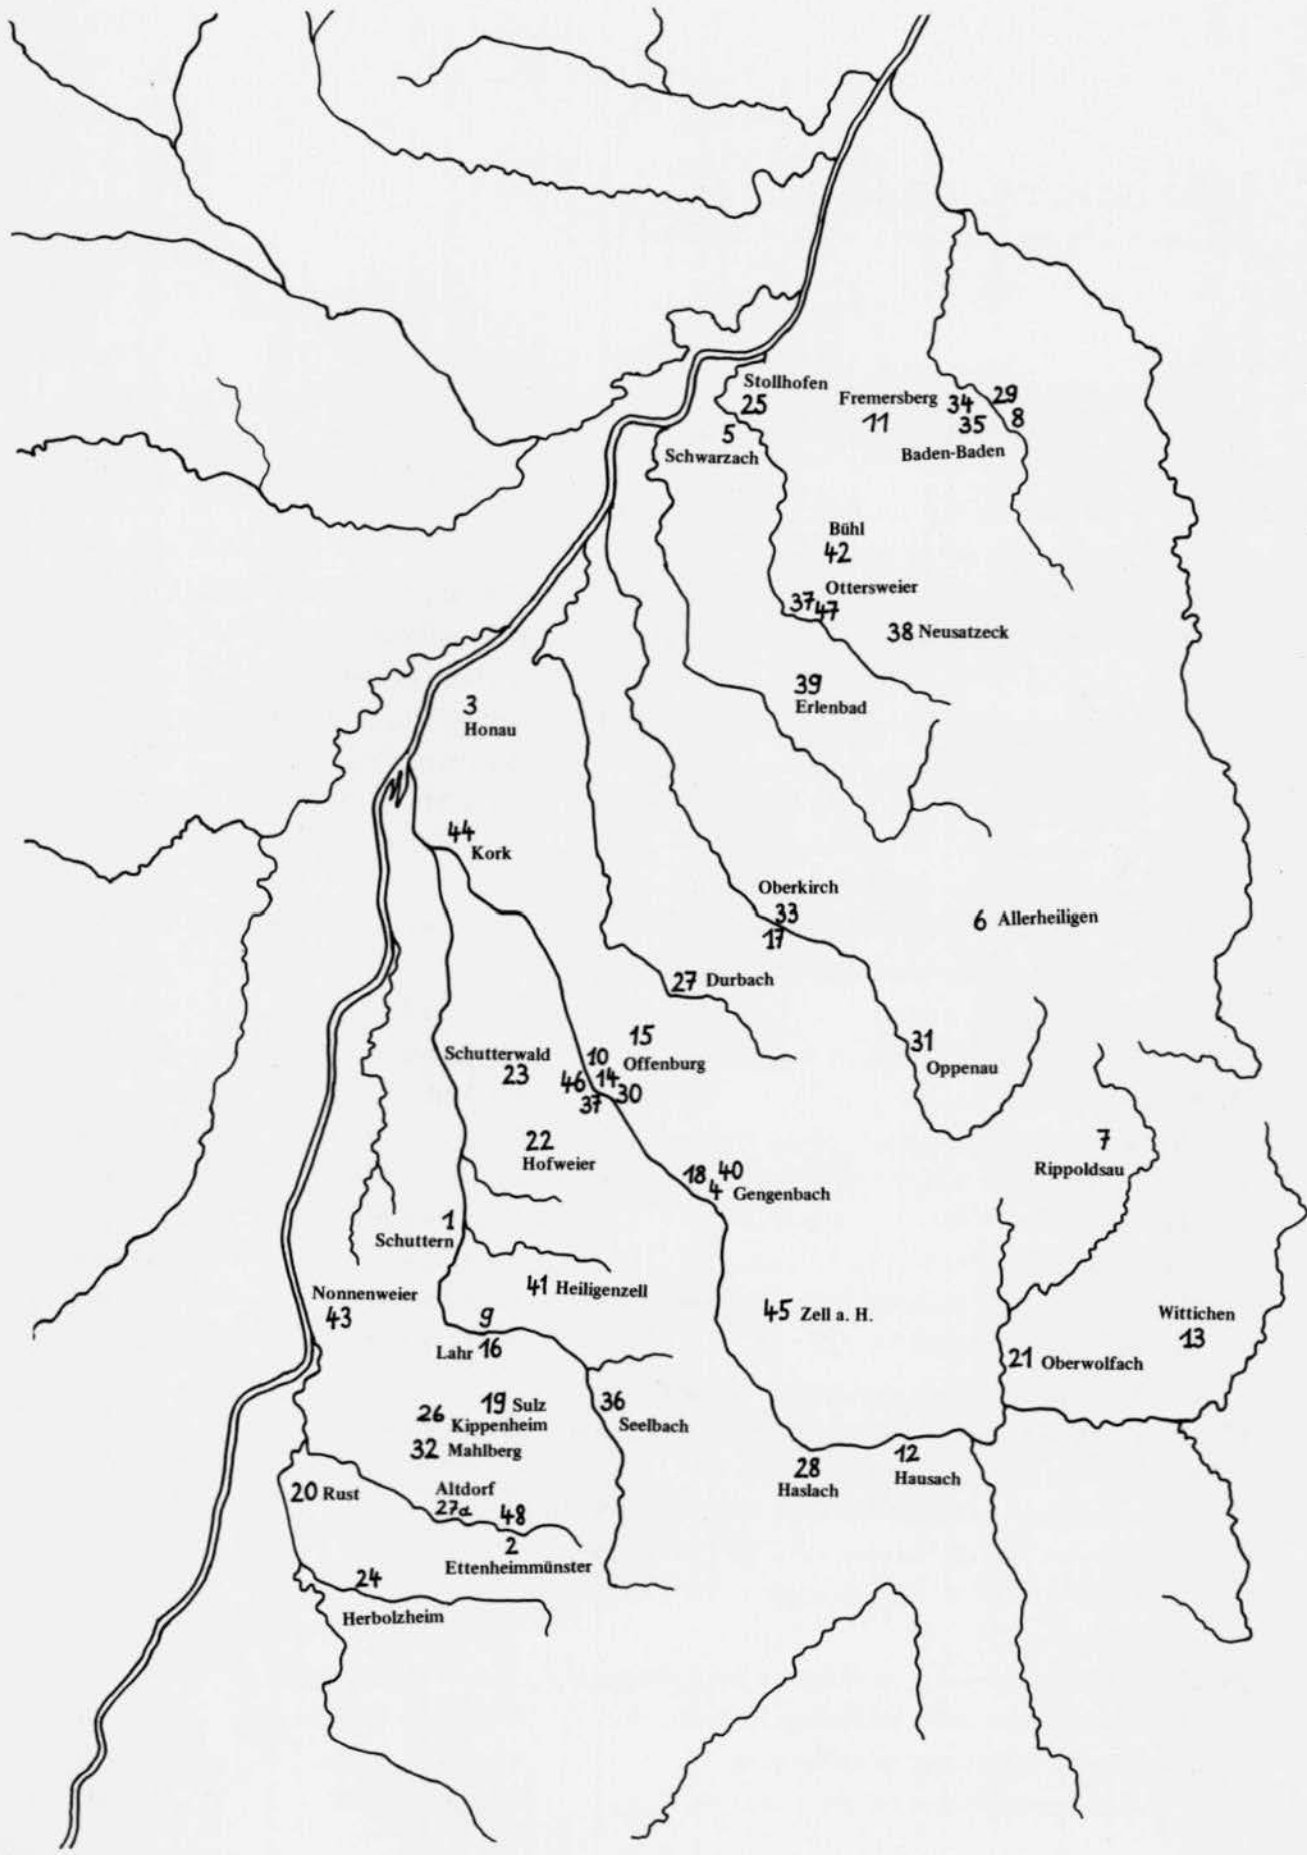 Stollhofen
25
Fremersberg
11
34
29
35
8
Baden-Baden
5
Schwarzach
Bühl
42
Ottersweier
37
47
38 Neusatzeck
39
Erlenbad
3
Honau
44
Kork
Oberkirch
33
17
6 Allerheiligen
27 Durbach
15
Offenburg
10
14
46
30
37
Schutterwald
23
31
Oppenau
22
Hofweier
7
Rippoldsau
18
40
4
Gengenbach
1
Schuttern
41 Heiligenzell
Nonnenweier
43
9
Lahr 16
45 Zell a. H.
Wittichen
13
21 Oberwolfach
19 Sulz
26
Kippenheim
36
Seelbach
32 Mahlberg
28
Haslach
12
Hausach
20 Rust
Altdorf
27a
48
2
Ettenheimmünster
24
Herbolzheim